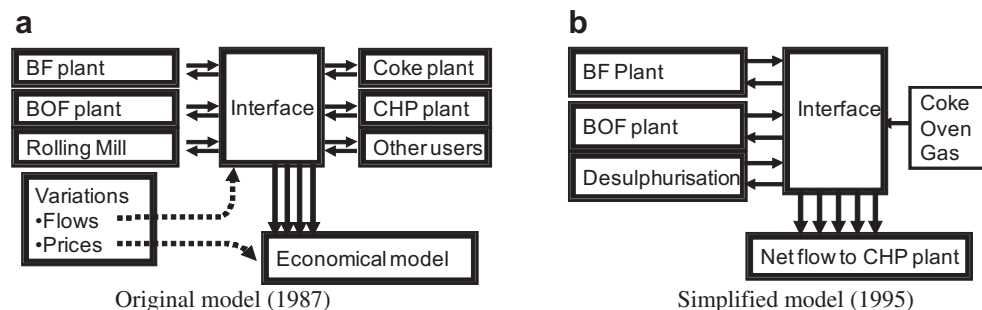 a
BF plant
BOF plant
Rolling Mill
Interface
Coke plant
CHP plant
Other users
Variations
•Flows
•Prices
Economical model
Original model (1987)
b
BF Plant
BOF plant
Desulphurisation
Interface
Coke
Oven
Gas
Net flow to CHP plant
Simplified model (1995)